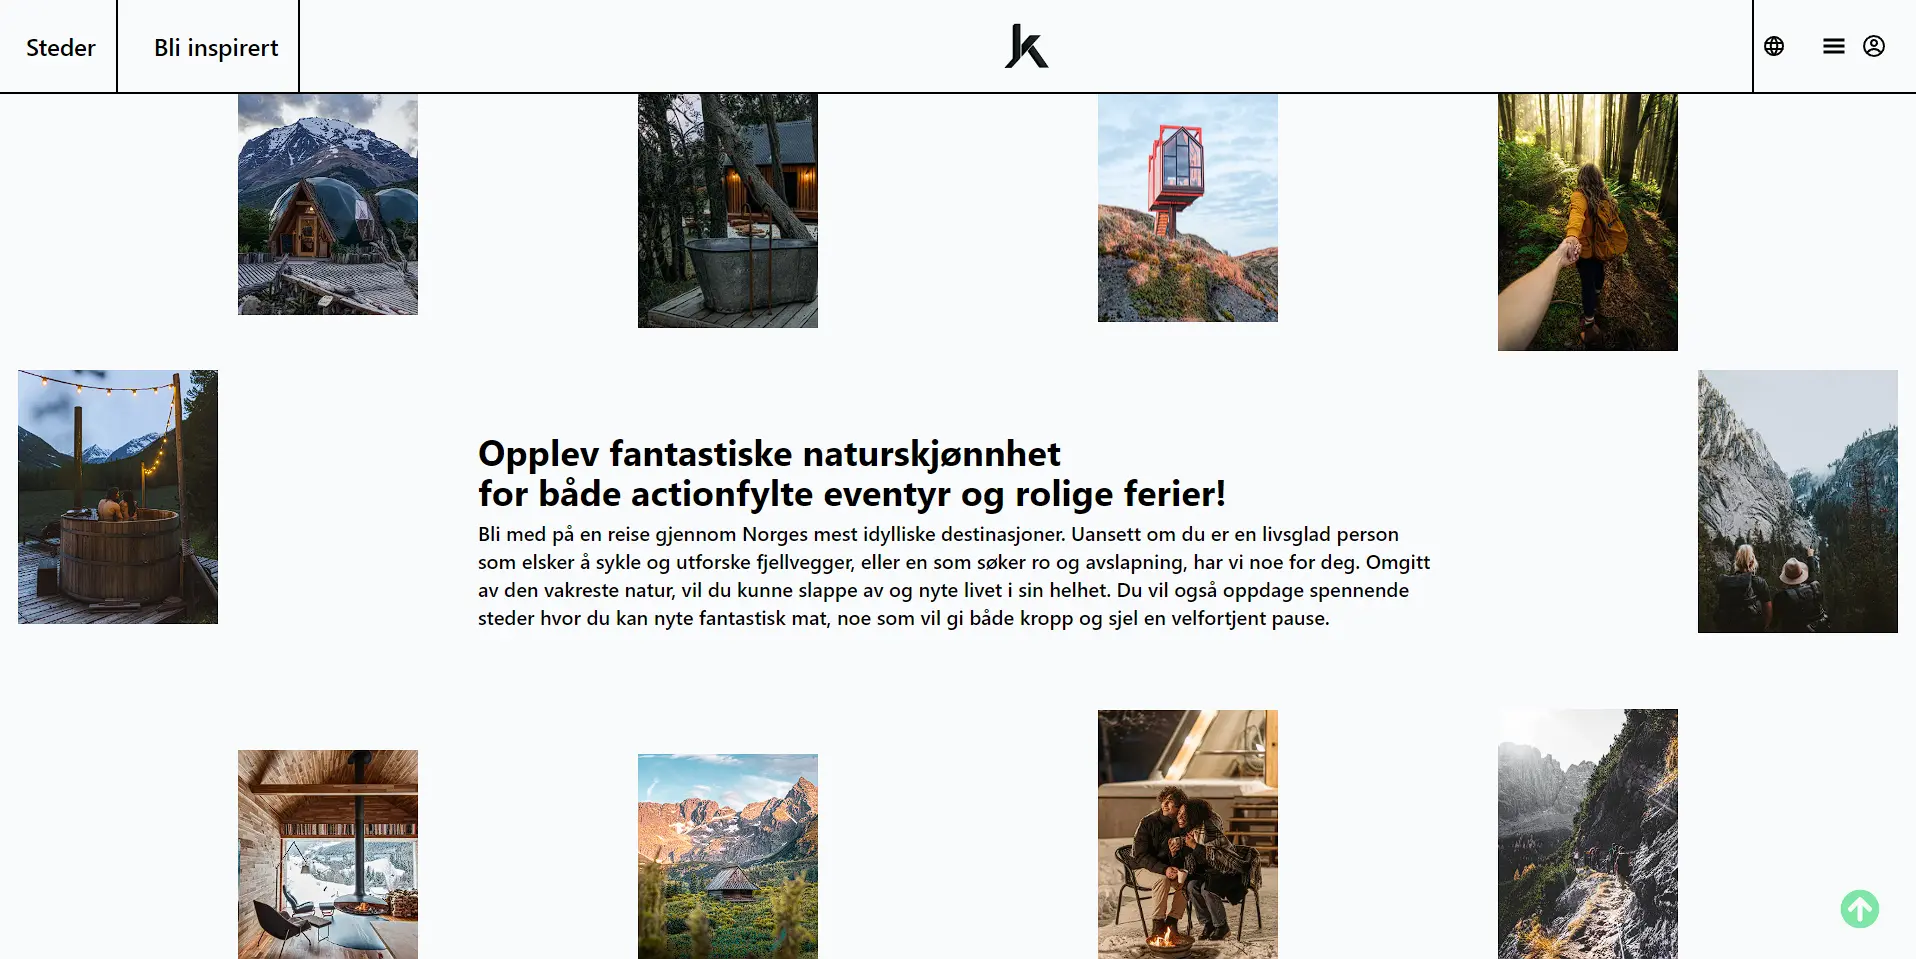 Steder
Bli inspirert
Opplev fantastiske naturskjønnhet
for både actionfylte eventyr og rolige ferier!
Bli med på en reise gjennom Norges mest idylliske destinasjoner. Uansett om du er en livsglad person
som elsker å sykle og utforske fjellvegger, eller en som søker ro og avslapning, har vi noe for deg. Omgitt
av den vakreste natur, vil du kunne slappe av og nyte livet i sin helhet. Du vil også oppdage spennende
steder hvor du kan nyte fantastisk mat, noe som vil gi både kropp og sjel en velfortjent pause.